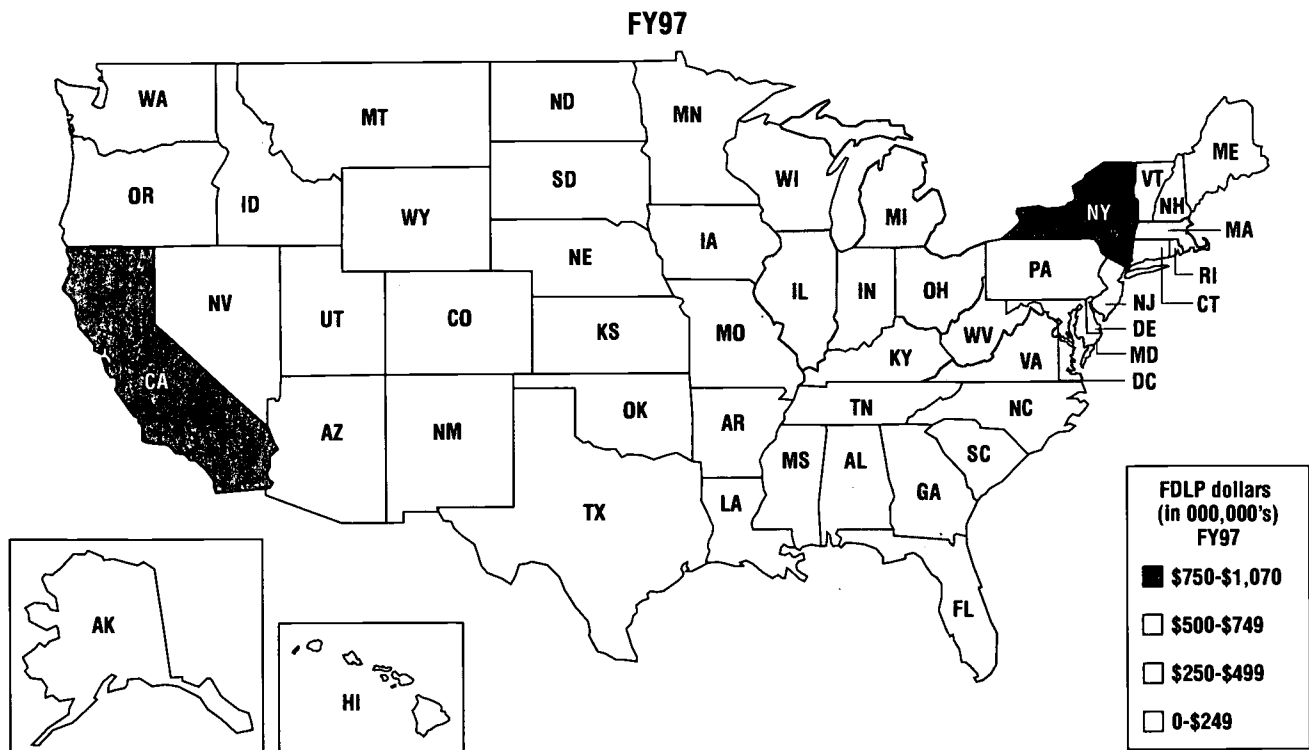 FY97
WA
MT
ND
MN
ME
OR
ID
WY
SD
WI
MI
VT
NH
NY
MA
RI
CT
NJ
DE
MD
DC
IA
NE
PA
NV
UT
CO
KS
MO
IL
IN
OH
WV
VA
KY
CA
AZ
NM
OK
AR
TN
NC
SC
MS
AL
GA
TX
LA
FL
AK
HI
FDLP dollars
(in 000,000's)
FY97
$750-$1,070
$500-$749
$250-$499
0-$249